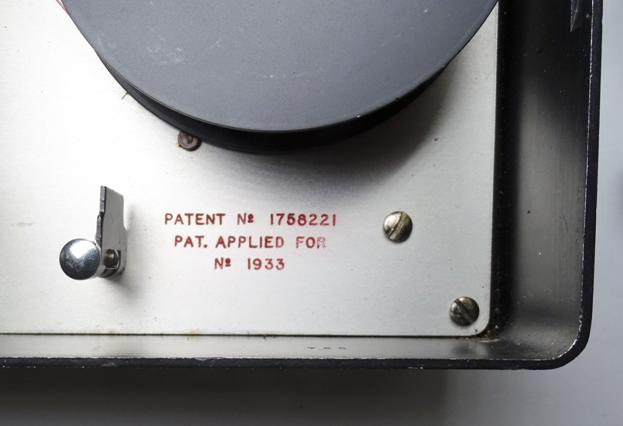 PATENT Nº 1758221
PAT. APPLIED FOR
Nº 1933